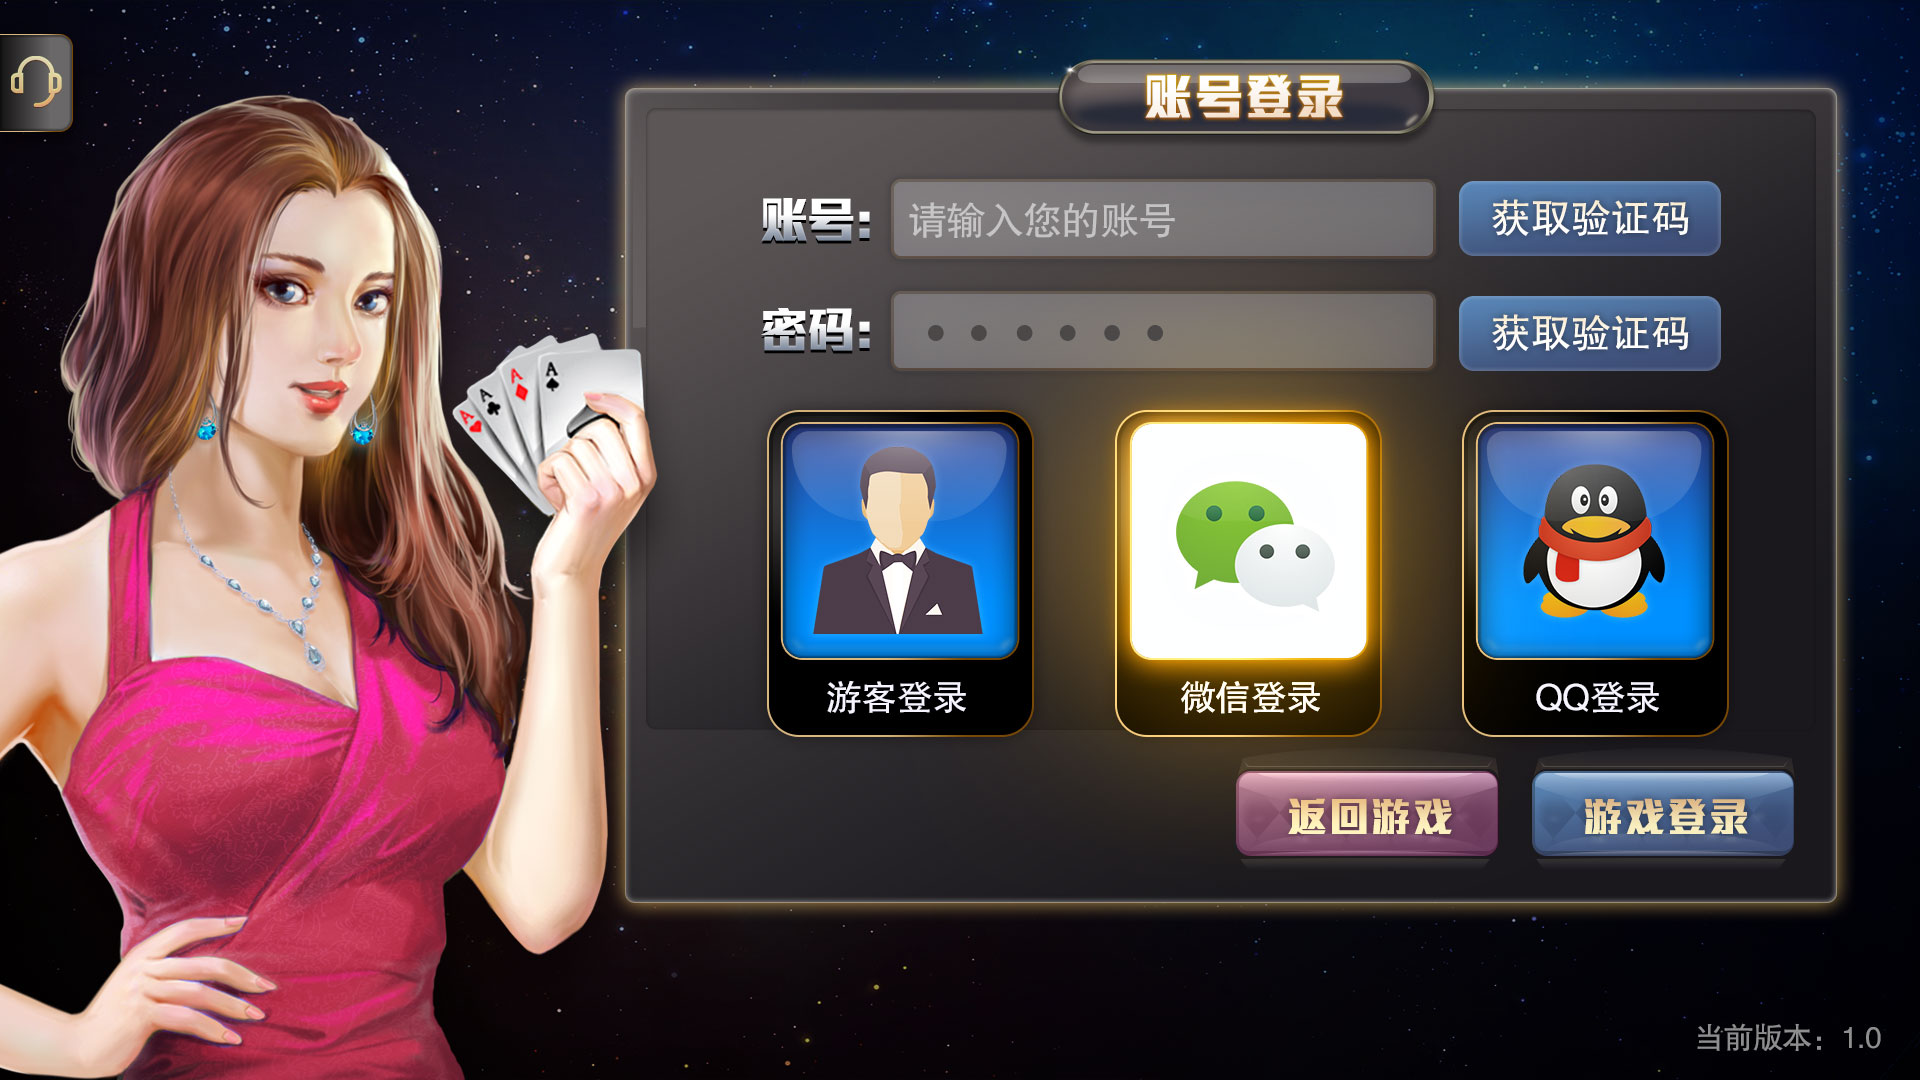 账号登录
账号:
请输入您的账号
获取验证码
密码:
获取验证码
A
A
A
A
游客登录
微信登录
QQ登录
返回游戏
游戏登录
当前版本：1.0